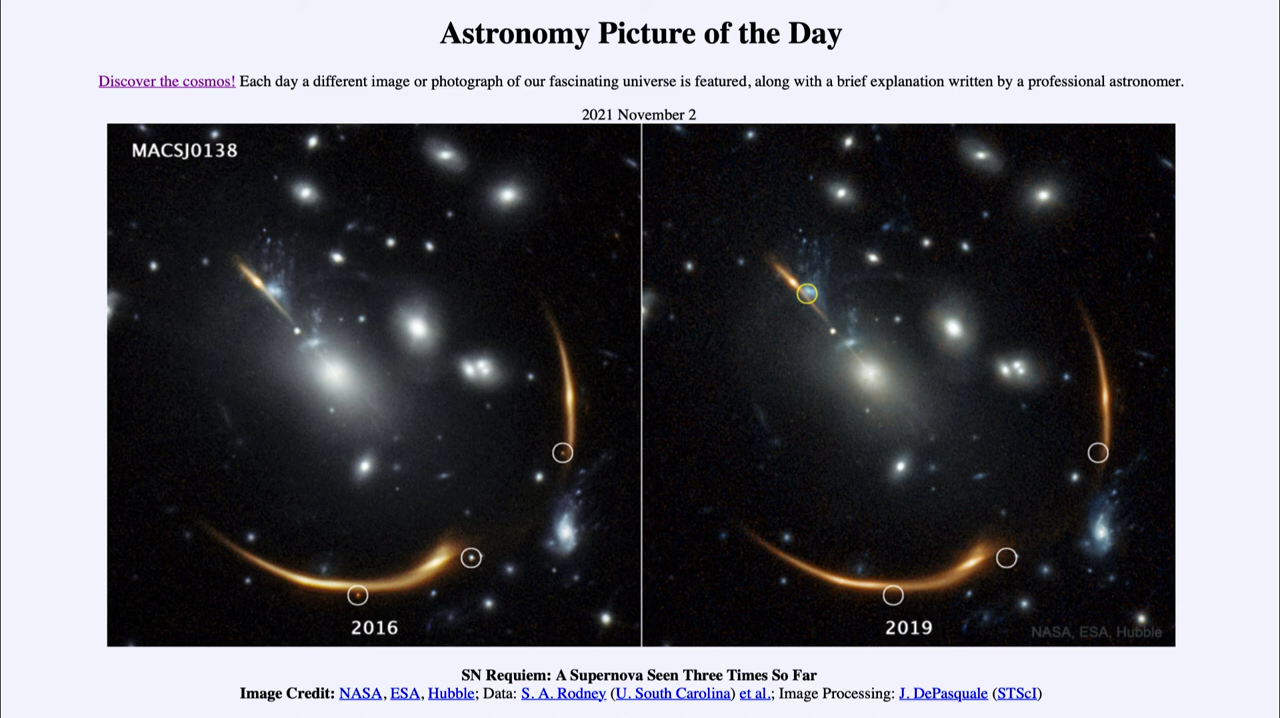 Astronomy Picture of the Day
Discover the cosmos! Each day a different image or photograph of our fascinating universe is featured, along with a brief explanation written by a professional astronomer.
2021 November 2
MACSJ0138
2016
2019
NASA, ESA, Hubble
SN Requiem: A Supernova Seen Three Times So Far
Image Credit: NASA, ESA, Hubble; Data: S. A. Rodney (U. South Carolina) et al.; Image Processing: J. DePasquale (STScI)